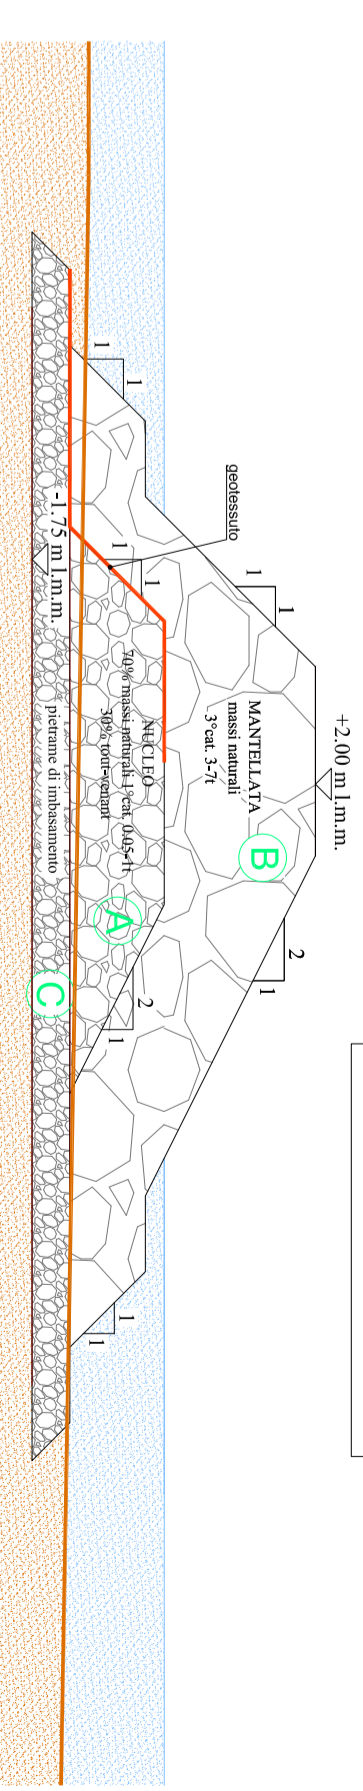 +2.00 m l.m.m.
1
1
2
1
MANTELLATA
massi naturali
3°cat. 3-7t
B
geotessuto
1
1
1
1
NUCLEO
70% massi naturali 1°cat. 0.05-1t
30% tout-venant
A
2
1
1
1
-1.75 m l.m.m.
pietrame di imbasamento
C